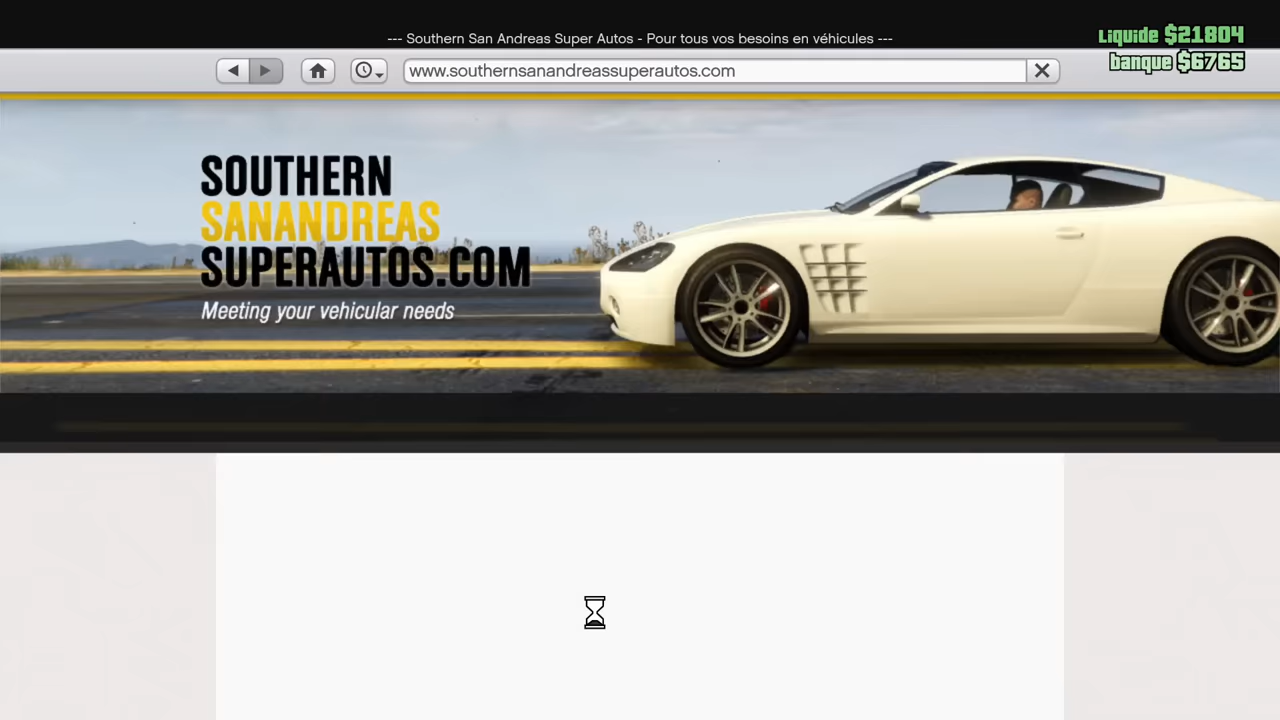 --- Southern San Andreas Super Autos - Pour tous vos besoins en véhicules ---
Liquide $21804
banque $6765
www.southernsanandreassuperautos.com
SOUTHERN
SANANDREAS
SUPERAUTOS.COM
Meeting your vehicular needs